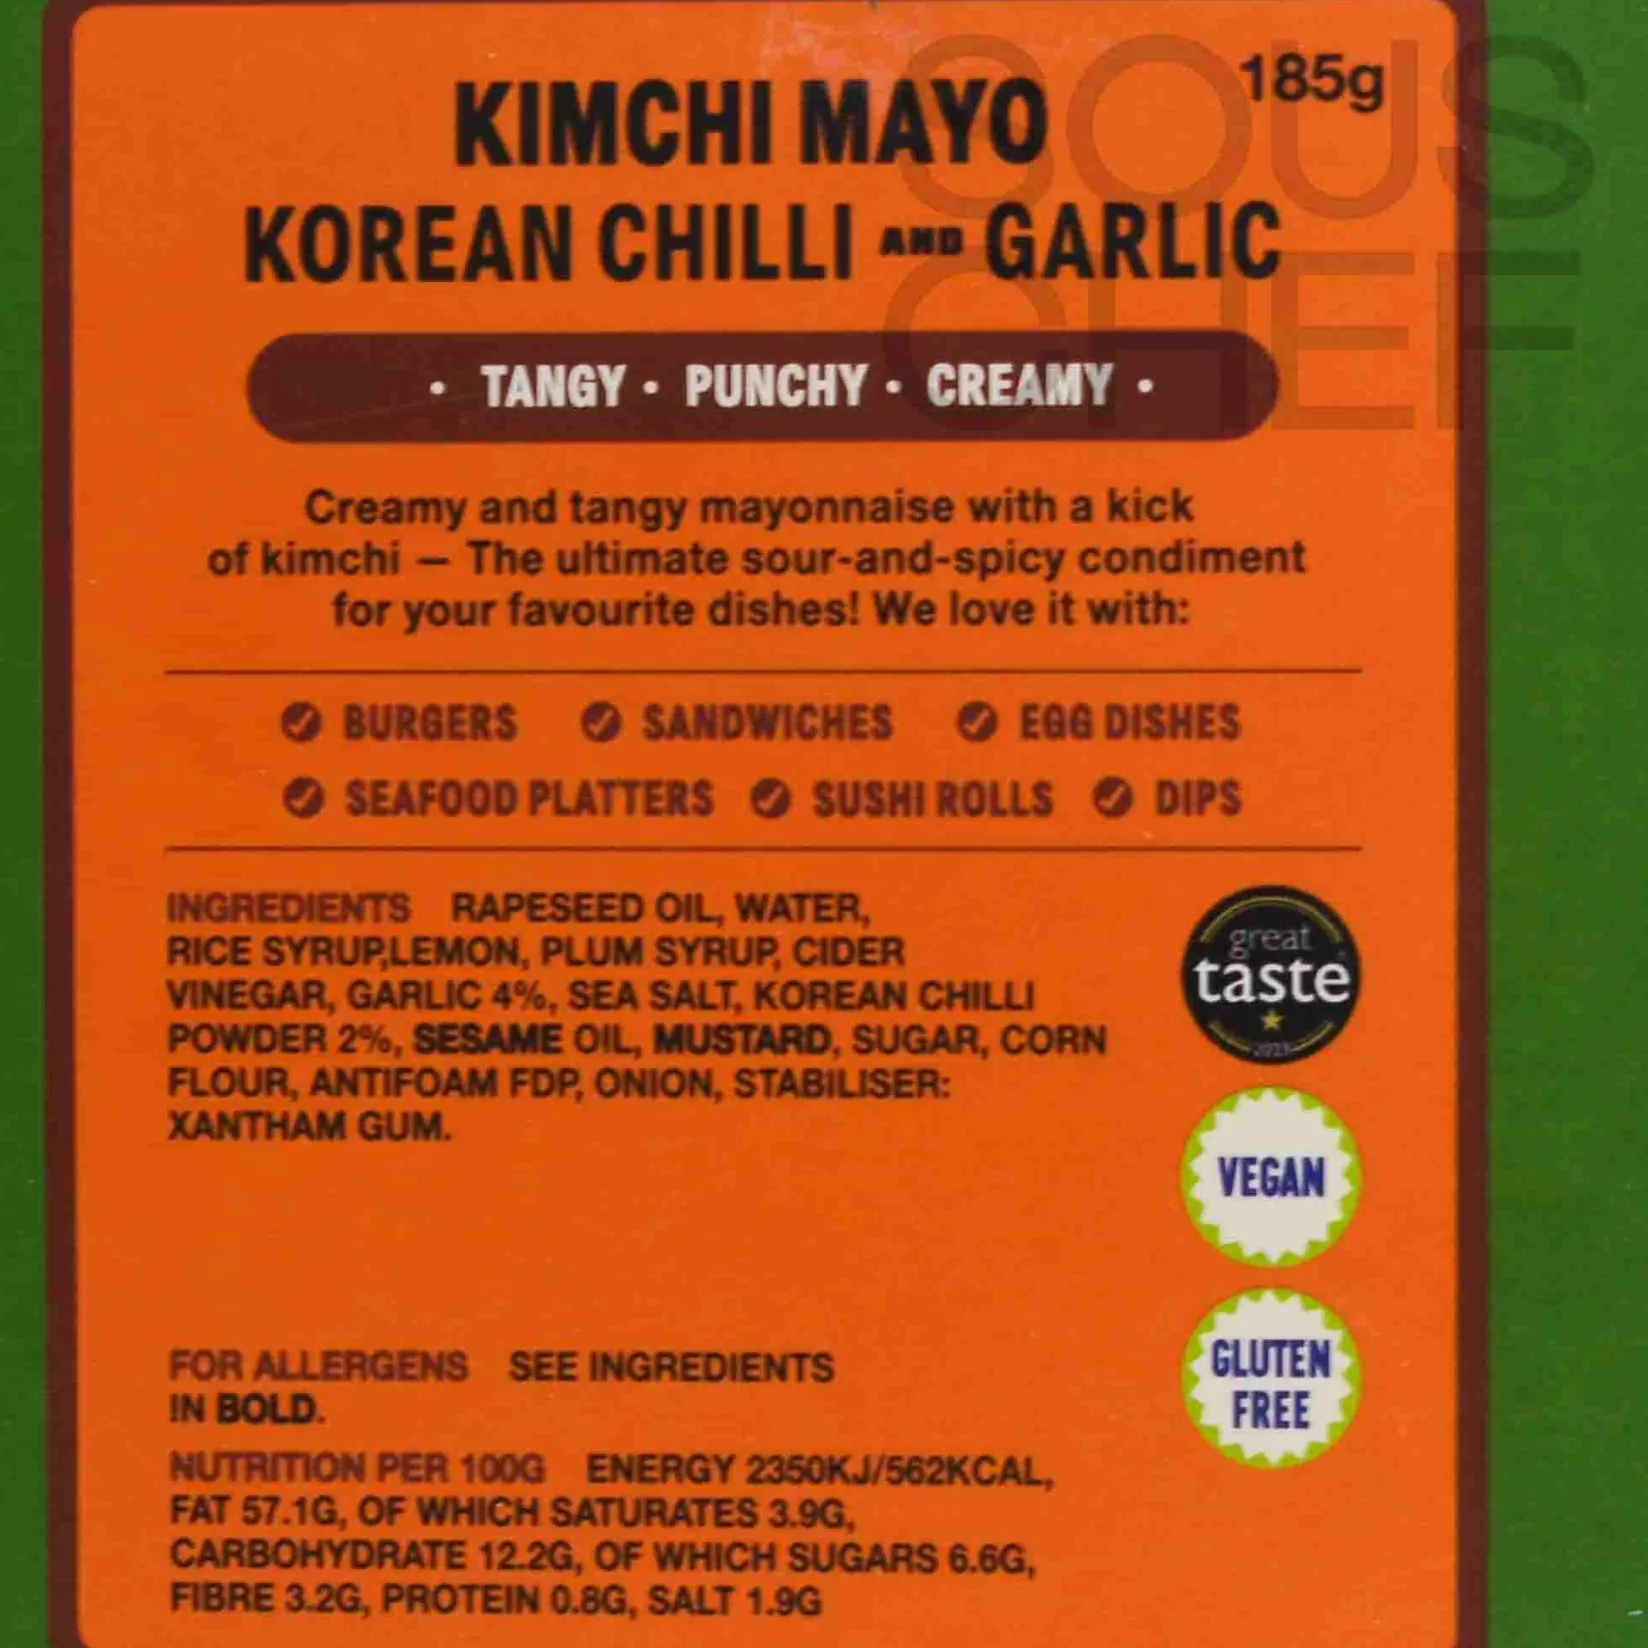 185g
KIMCHI MAYO
KOREAN CHILLI AND GARLIC
• TANGY • PUNCHY • CREAMY •
Creamy and tangy mayonnaise with a kick
of kimchi – The ultimate sour-and-spicy condiment
for your favourite dishes! We love it with:
BURGERS SANDWICHES EGG DISHES
SEAFOOD PLATTERS SUSHI ROLLS DIPS
INGREDIENTS RAPESEED OIL, WATER,
RICE SYRUP,LEMON, PLUM SYRUP, CIDER
VINEGAR, GARLIC 4%, SEA SALT, KOREAN CHILLI
POWDER 2%, SESAME OIL, MUSTARD, SUGAR, CORN
FLOUR, ANTIFOAM FDP, ONION, STABILISER:
XANTHAM GUM.
great
taste
VEGAN
GLUTEN
FREE
FOR ALLERGENS SEE INGREDIENTS
IN BOLD.
NUTRITION PER 100G ENERGY 2350KJ/562KCAL,
FAT 57.1G, OF WHICH SATURATES 3.9G,
CARBOHYDRATE 12.2G, OF WHICH SUGARS 6.6G,
FIBRE 3.2G, PROTEIN 0.8G, SALT 1.9G
SOUS
CHEF